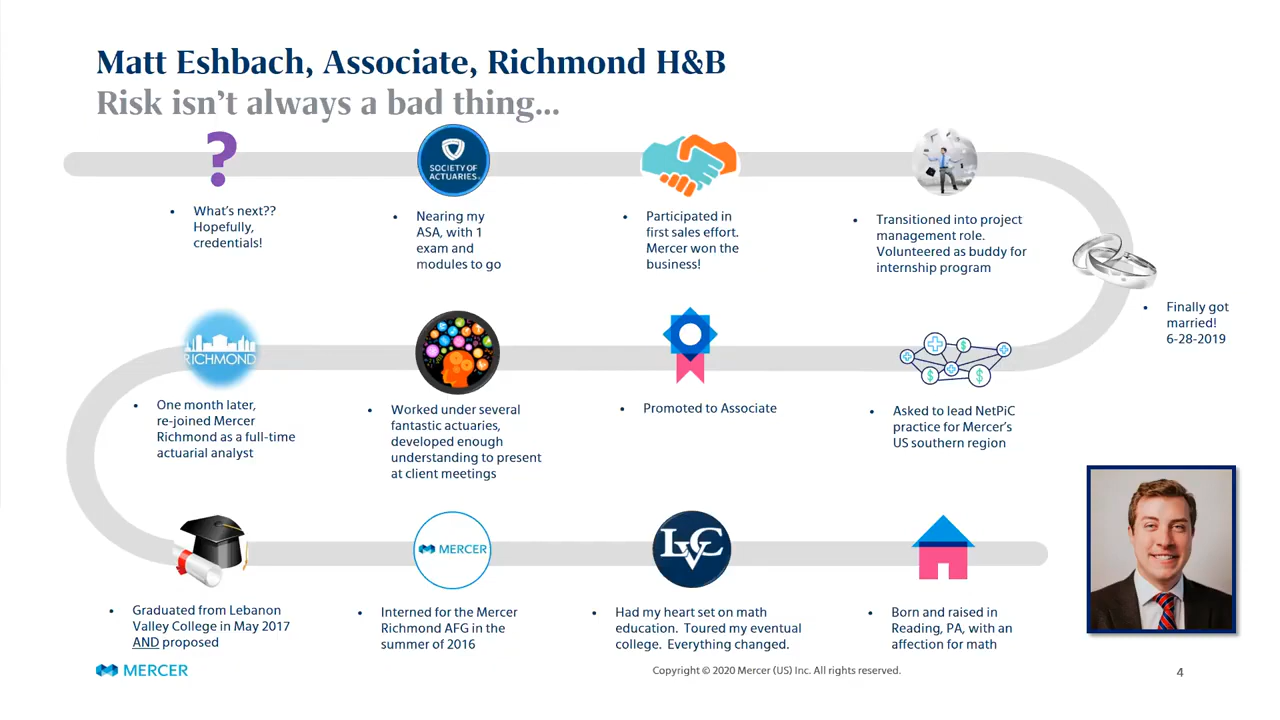 Matt Eshbach, Associate, Richmond H&B
Risk isn't always a bad thing...
?
SOCIETY OF
ACTUARIES.
• What's next??
Hopefully,
credentials!
• Nearing my
ASA, with 1
exam and
modules to go
• Participated in
first sales effort.
Mercer won the
business!
• Transitioned into project
management role.
Volunteered as buddy for
internship program
• Finally got
married!
6-28-2019
RICHMOND
• One month later,
re-joined Mercer
Richmond as a full-time
actuarial analyst
• Worked under several
fantastic actuaries,
developed enough
understanding to present
at client meetings
• Promoted to Associate
$
$
$
• Asked to lead NetPiC
practice for Mercer's
US southern region
MERCER
LVC
• Graduated from Lebanon
Valley College in May 2017
AND proposed
• Interned for the Mercer
Richmond AFG in the
summer of 2016
• Had my heart set on math
education. Toured my eventual
college. Everything changed.
• Born and raised in
Reading, PA, with an
affection for math
MERCER
Copyright © 2020 Mercer (US) Inc. All rights reserved.
4